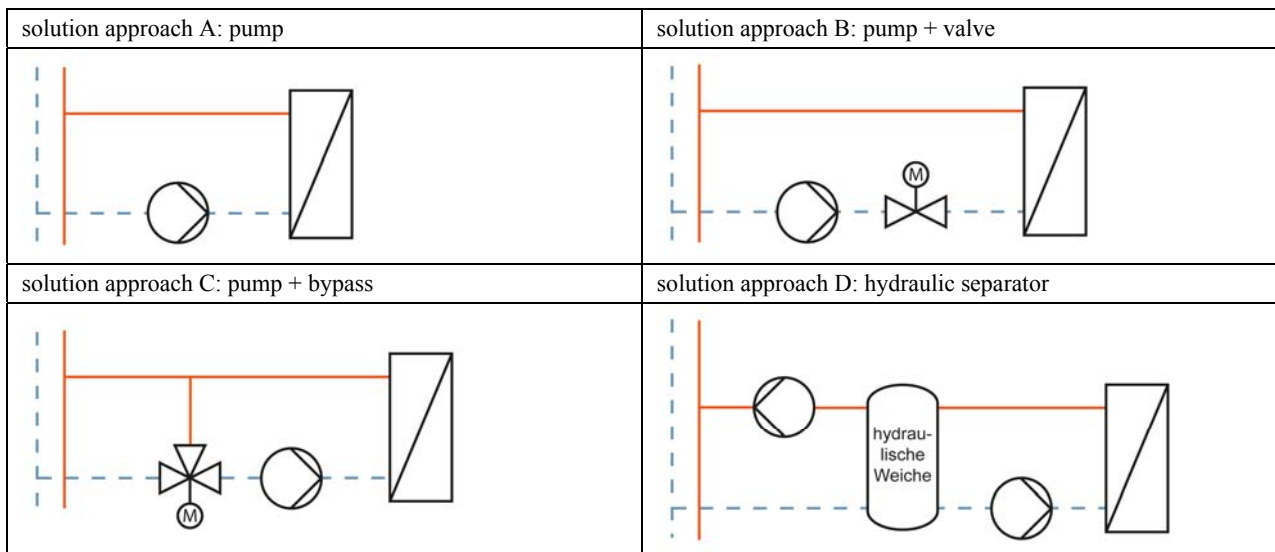 solution approach A: pump
solution approach B: pump + valve
M
solution approach C: pump + bypass
solution approach D: hydraulic separator
M
hydrau-
lische
Weiche